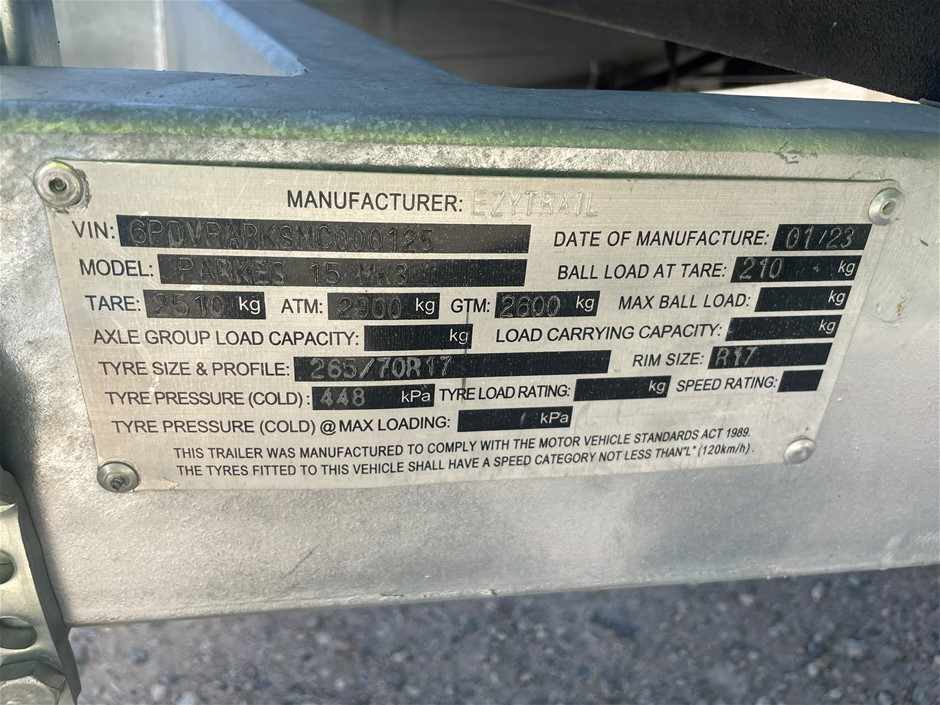 MANUFACTURER: EZYTRAIL
VIN: 6PDYPARKSMC000125 DATE OF MANUFACTURE: 01/23
MODEL: PARKES 15 MK3 BALL LOAD AT TARE: 210 kg
TARE: 2510 kg ATM: 2900 kg GTM: 2600 kg MAX BALL LOAD: kg
AXLE GROUP LOAD CAPACITY: kg LOAD CARRYING CAPACITY: kg
TYRE SIZE & PROFILE: 265/70R17 RIM SIZE: R17
TYRE PRESSURE (COLD) : 448 kPa TYRE LOAD RATING: kg SPEED RATING:
TYRE PRESSURE (COLD) @ MAX LOADING: kPa
THIS TRAILER WAS MANUFACTURED TO COMPLY WITH THE MOTOR VEHICLE STANDARDS ACT 1989.
THE TYRES FITTED TO THIS VEHICLE SHALL HAVE A SPEED CATEGORY NOT LESS THAN"L" (120km/h) .